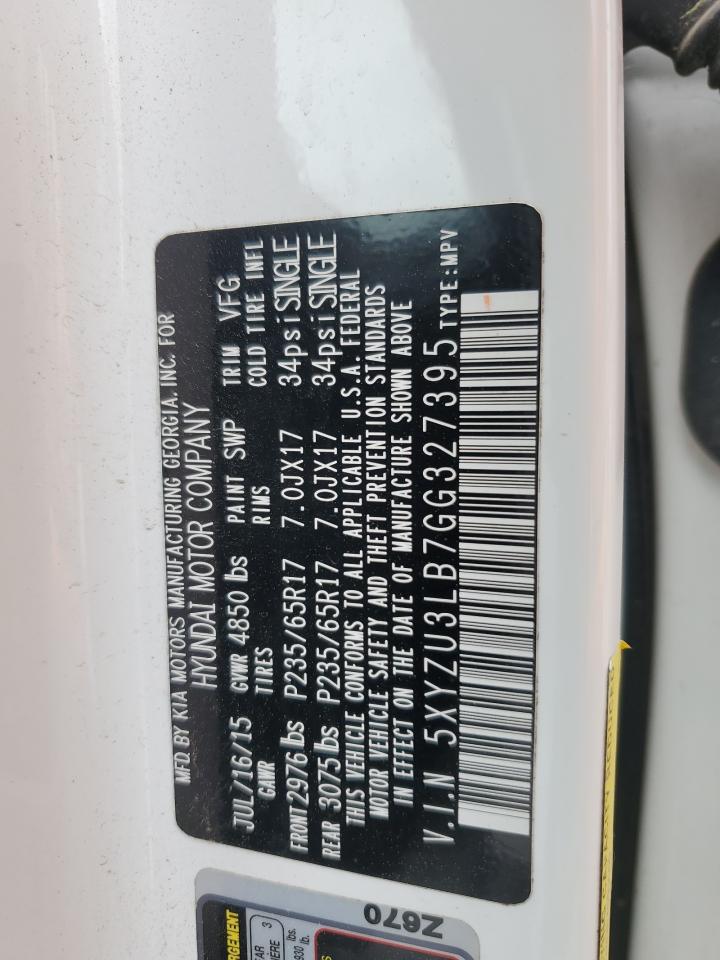 MFD. BY KIA MOTORS MANUFACTURING GEORGIA, INC. FOR
HYUNDAI MOTOR COMPANY
JUL/16/15 GVWR 4850 lbs PAINT SWP TRIM VFG
GAWR TIRES RIMS COLD TIRE INFL
FRONT 2976 lbs P235/65R17 7.0JX17 34psi SINGLE
REAR 3075 lbs P235/65R17 7.0JX17 34psi SINGLE
THIS VEHICLE CONFORMS TO ALL APPLICABLE U.S.A. FEDERAL
MOTOR VEHICLE SAFETY AND THEFT PREVENTION STANDARDS
IN EFFECT ON THE DATE OF MANUFACTURE SHOWN ABOVE
V.I.N 5XYZU3LB7GG327395 TYPE:MPV
Z670
3
lbs.
lb.